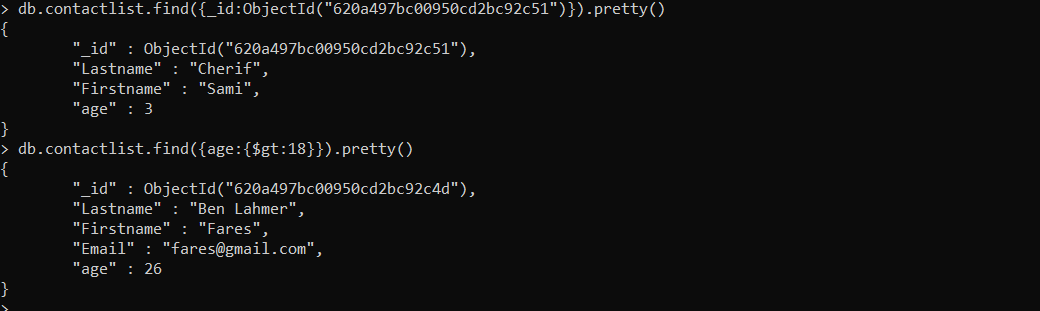 > db.contactlist.find({_id:ObjectId("620a497bc00950cd2bc92c51")}).pretty()
{
        "_id" : ObjectId("620a497bc00950cd2bc92c51"),
        "Lastname" : "Cherif",
        "Firstname" : "Sami",
        "age" : 3
}
> db.contactlist.find({age:{$gt:18}}).pretty()
{
        "_id" : ObjectId("620a497bc00950cd2bc92c4d"),
        "Lastname" : "Ben Lahmer",
        "Firstname" : "Fares",
        "Email" : "fares@gmail.com",
        "age" : 26
}
>